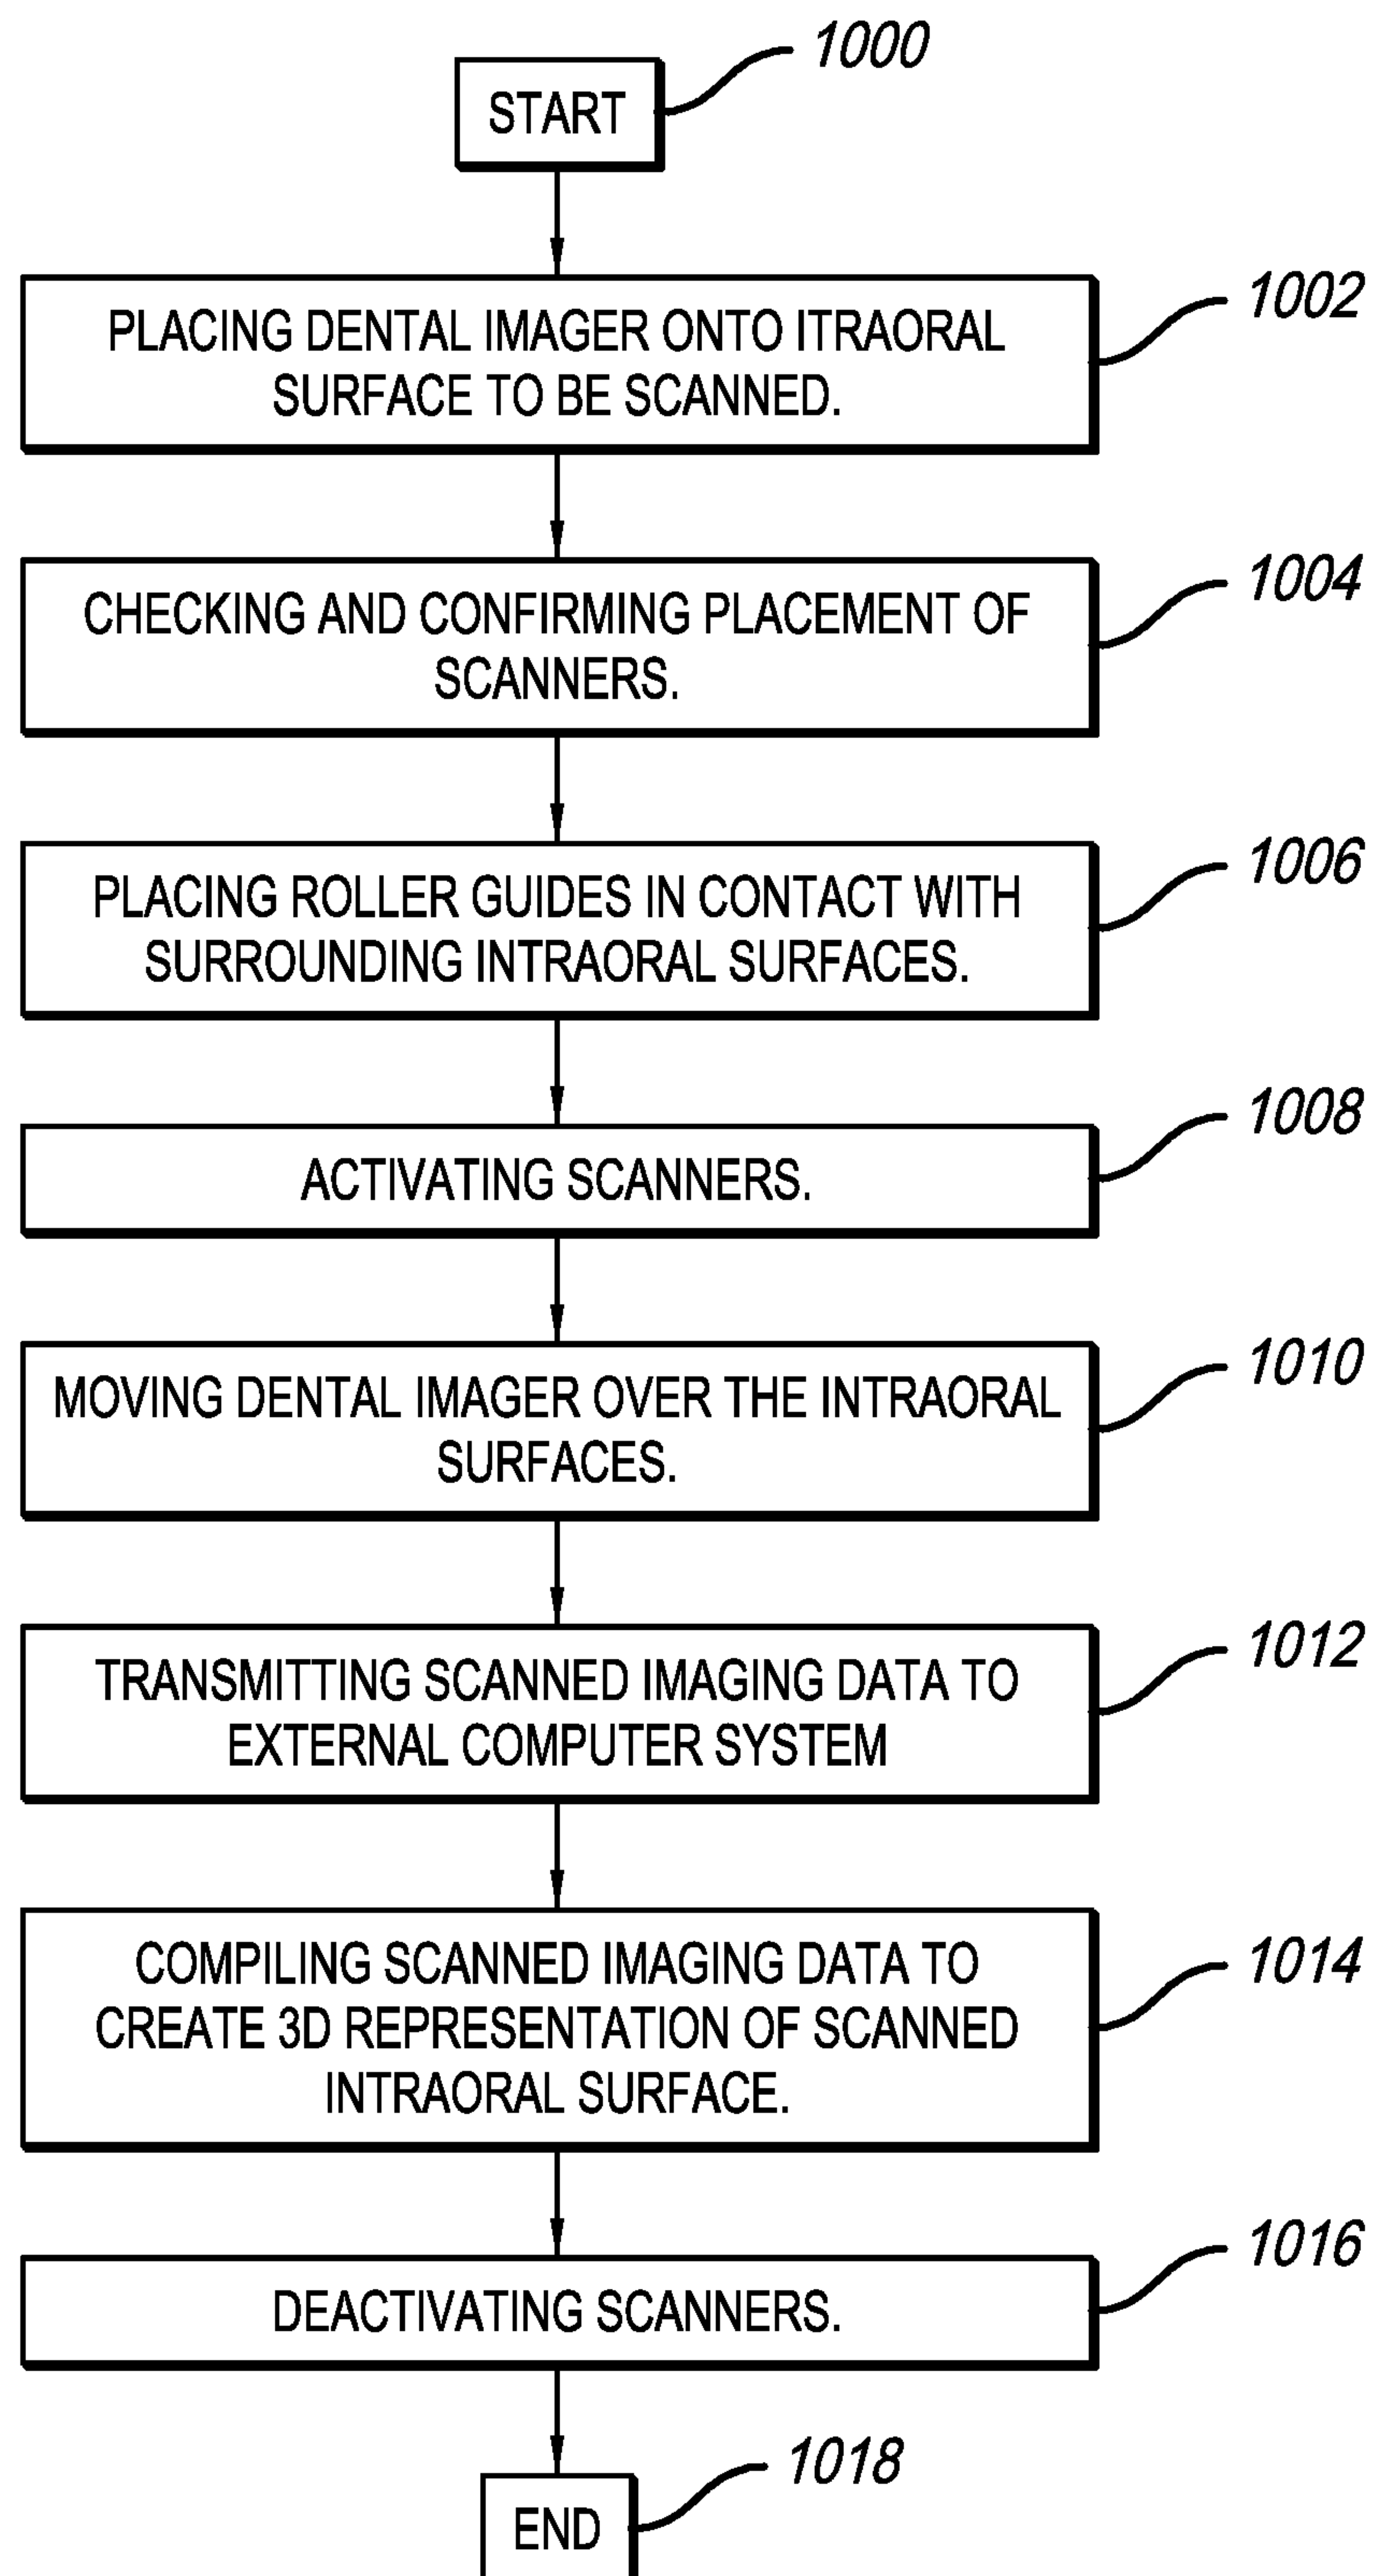 1000
START
1002
PLACING DENTAL IMAGER ONTO ITRAORAL
SURFACE TO BE SCANNED.
1004
CHECKING AND CONFIRMING PLACEMENT OF
SCANNERS.
1006
PLACING ROLLER GUIDES IN CONTACT WITH
SURROUNDING INTRAORAL SURFACES.
1008
ACTIVATING SCANNERS.
1010
MOVING DENTAL IMAGER OVER THE INTRAORAL
SURFACES.
1012
TRANSMITTING SCANNED IMAGING DATA TO
EXTERNAL COMPUTER SYSTEM
1014
COMPILING SCANNED IMAGING DATA TO
CREATE 3D REPRESENTATION OF SCANNED
INTRAORAL SURFACE.
1016
DEACTIVATING SCANNERS.
1018
END